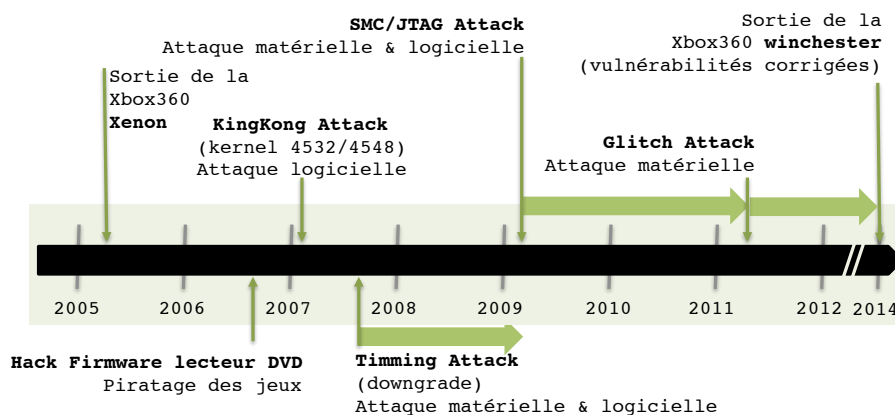 SMC/JTAG Attack
Attaque matérielle & logicielle
Sortie de la
Xbox360 winchester
(vulnérabilités corrigées)
Sortie de la
Xbox360
Xenon
KingKong Attack
(kernel 4532/4548)
Attaque logicielle
Glitch Attack
Attaque matérielle
2005 2006 2007 2008 2009 2010 2011 2012 2014
Hack Firmware lecteur DVD
Piratage des jeux
Timming Attack
(downgrade)
Attaque matérielle & logicielle